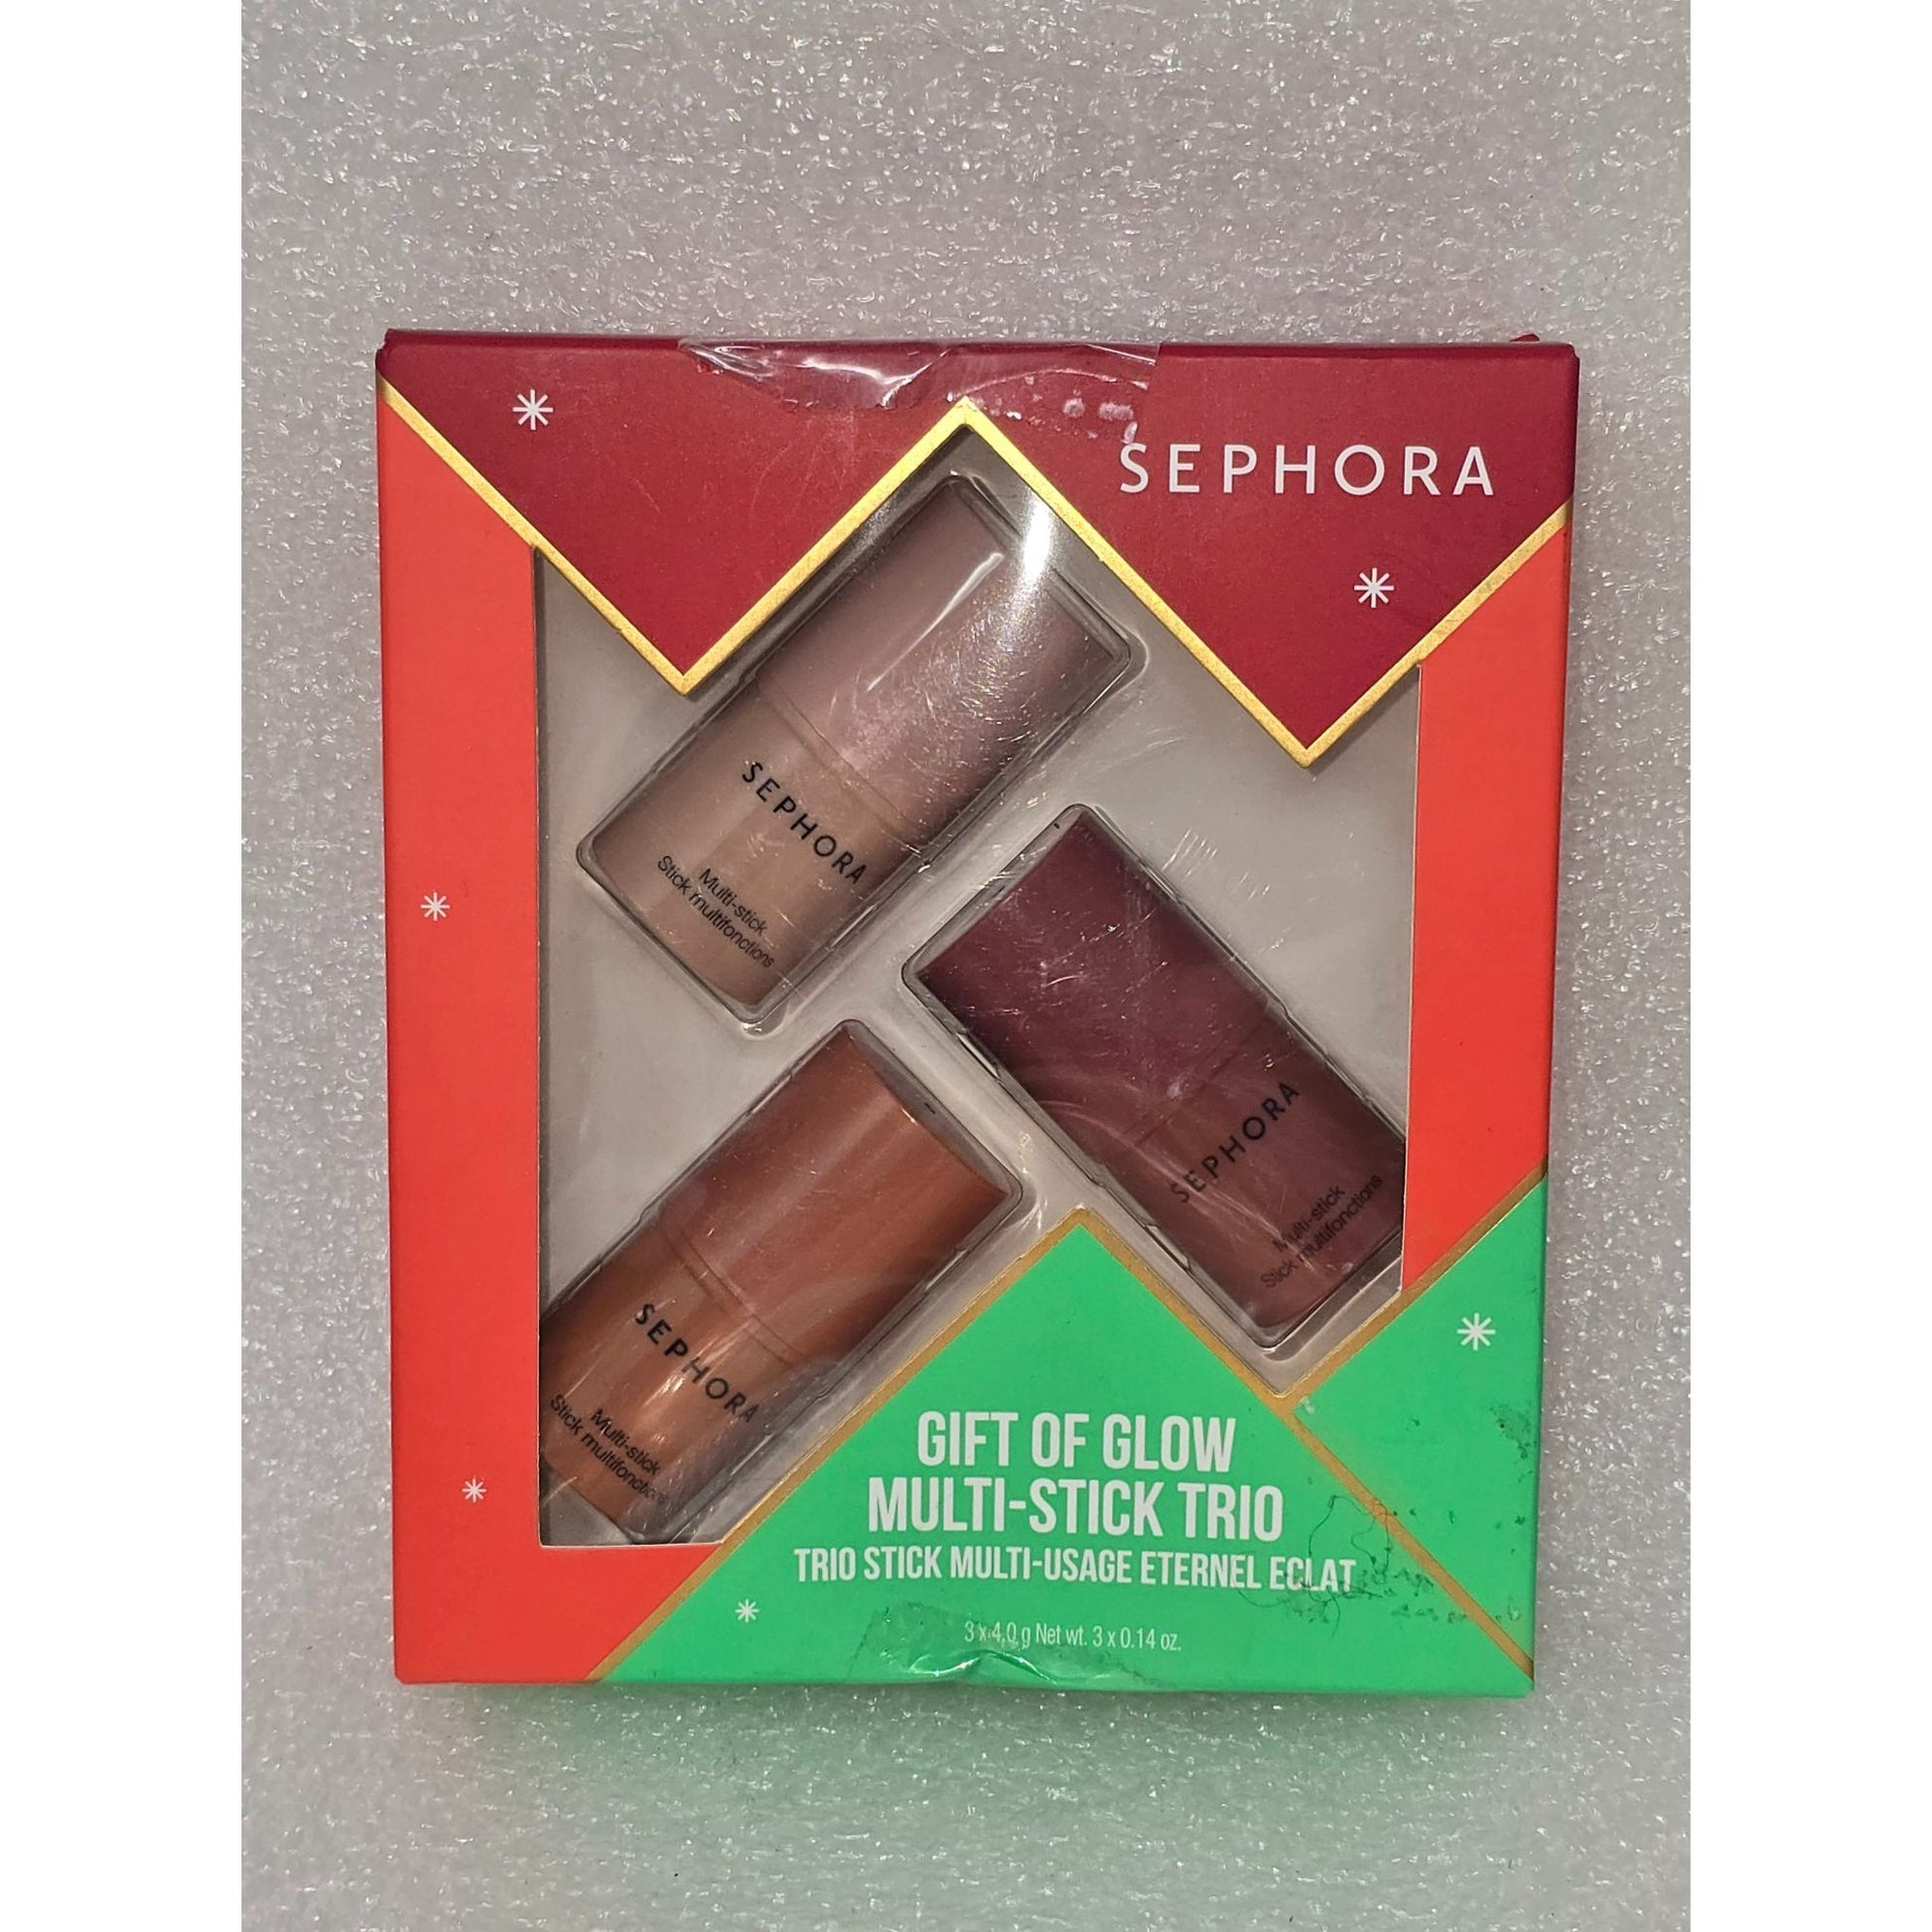 SEPHORA
SEPHORA
Multi-stick
Stick multifonctions
SEPHORA
Multi-stick
Stick multifonctions
SEPHORA
Multi-stick
Stick multifonctions
GIFT OF GLOW
MULTI-STICK TRIO
TRIO STICK MULTI-USAGE ETERNEL ECLAT
3 x 4,0 g Net wt. 3 x 0.14 oz.